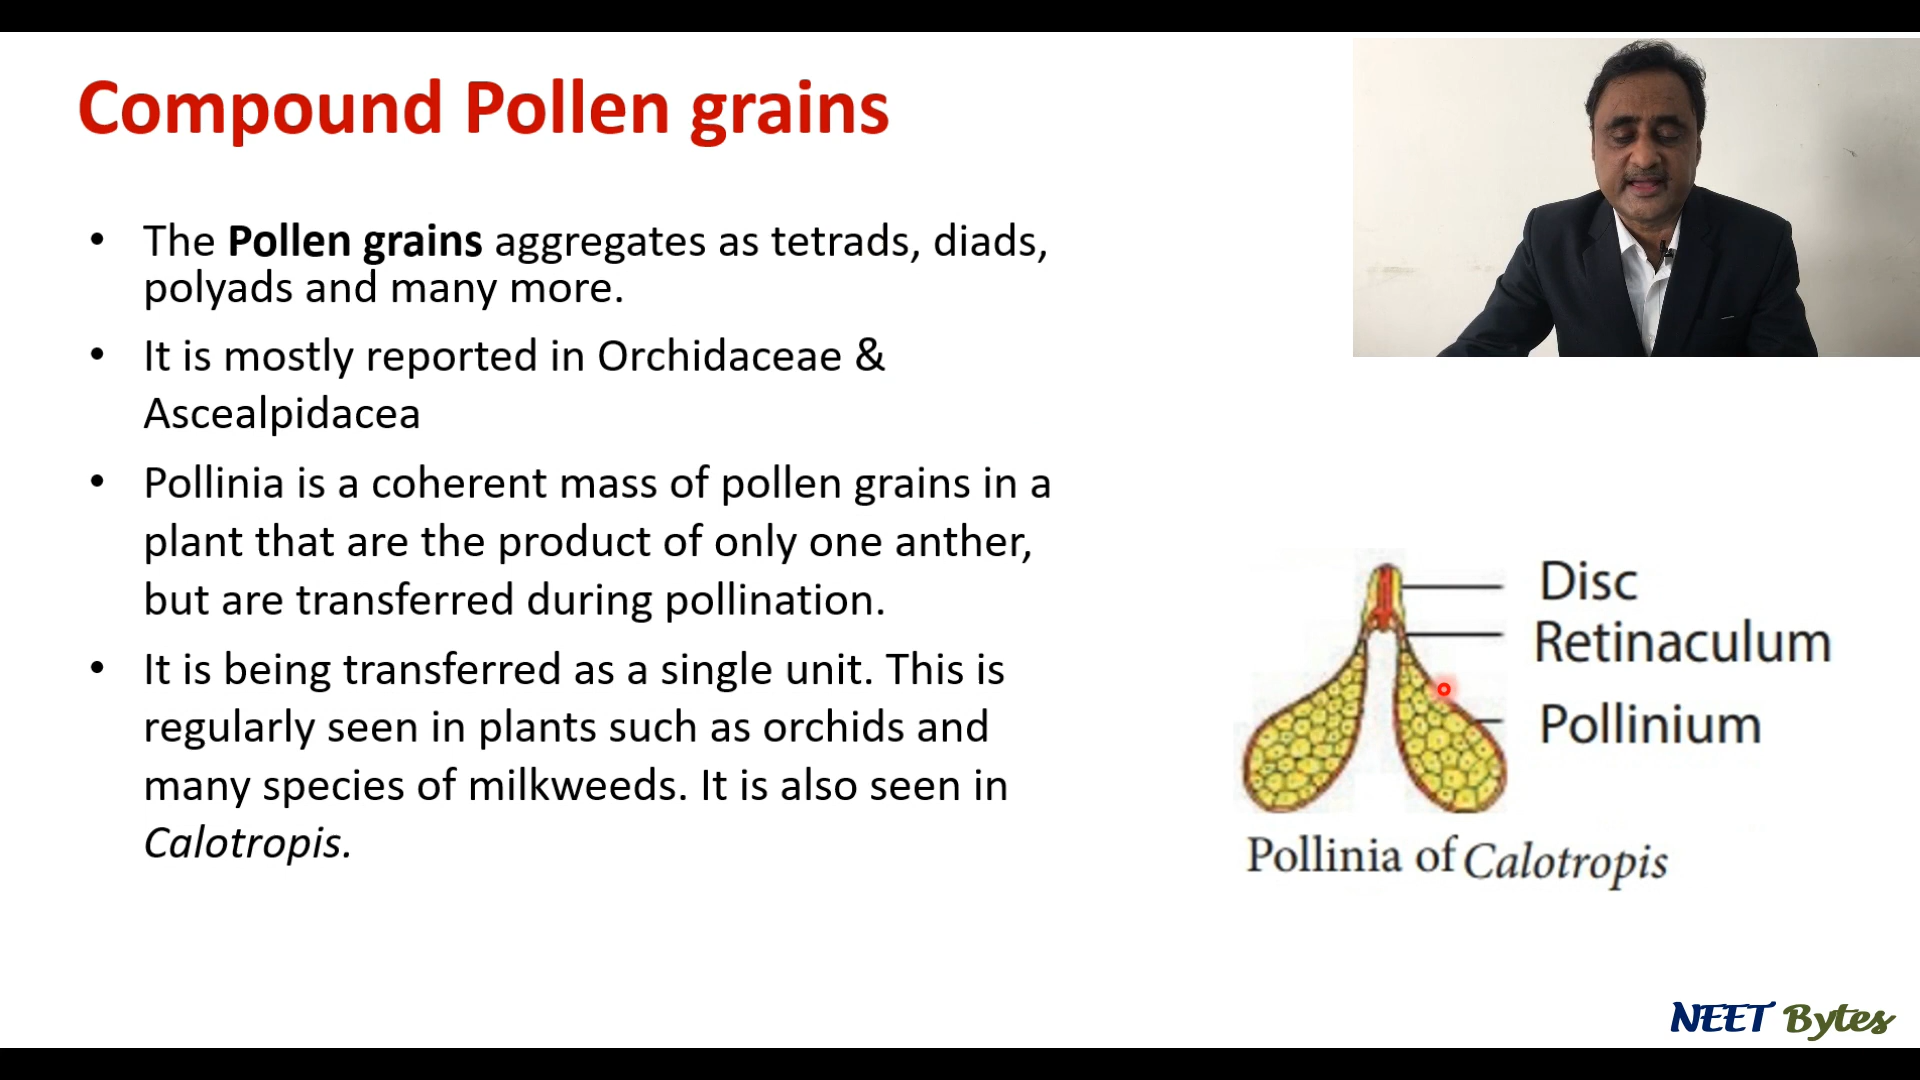 Compound Pollen grains
• The Pollen grains aggregates as tetrads, diads,
polyads and many more.
• It is mostly reported in Orchidaceae &
Ascealpidacea
• Pollinia is a coherent mass of pollen grains in a
plant that are the product of only one anther,
but are transferred during pollination.
• It is being transferred as a single unit. This is
regularly seen in plants such as orchids and
many species of milkweeds. It is also seen in
Calotropis.
Disc
Retinaculum
Pollinium
Pollinia of Calotropis
NEET Bytes